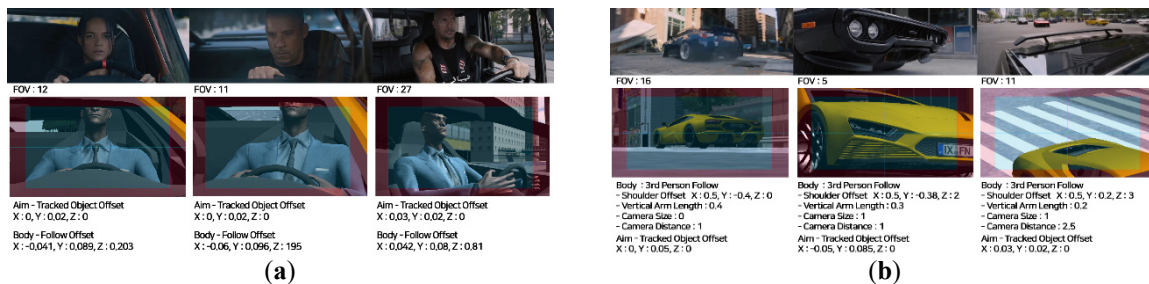 FOV : 12
FOV : 11
FOV : 27
Aim - Tracked Object Offset
X : 0, Y : 0,02, Z : 0
Body - Follow Offset
X : -0,041, Y : 0,089, Z : 0,203
Aim - Tracked Object Offset
X : 0, Y : 0,02, Z : 0
Body - Follow Offset
X : -0.06, Y : 0,096, Z : 195
Aim - Tracked Object Offset
X : 0,03, Y : 0,02, Z : 0
Body - Follow Offset
X : 0,042, Y : 0,08, Z : 0,81
(a)
FOV : 16
FOV : 5
FOV : 11
IX FN
Body : 3rd Person Follow
- Shoulder Offset X : 0.5, Y : -0.4, Z : 0
- Vertical Arm Length : 0.4
- Camera Size : 0
- Camera Distance : 1
Aim - Tracked Object Offset
X : 0, Y : 0.05, Z : 0
Body : 3rd Person Follow
- Shoulder Offset X : 0.5, Y : -0.38, Z : 2
- Vertical Arm Length : 0.3
- Camera Size : 1
- Camera Distance : 1
Aim - Tracked Object Offset
X : -0.05, Y : 0.085, Z : 0
Body : 3rd Person Follow
- Shoulder Offset X : 0.5, Y : 0.2, Z : 3
- Vertical Arm Length : 0.2
- Camera Size : 1
- Camera Distance : 2.5
Aim - Tracked Object Offset
X : 0.03, Y : 0.02, Z : 0
(b)